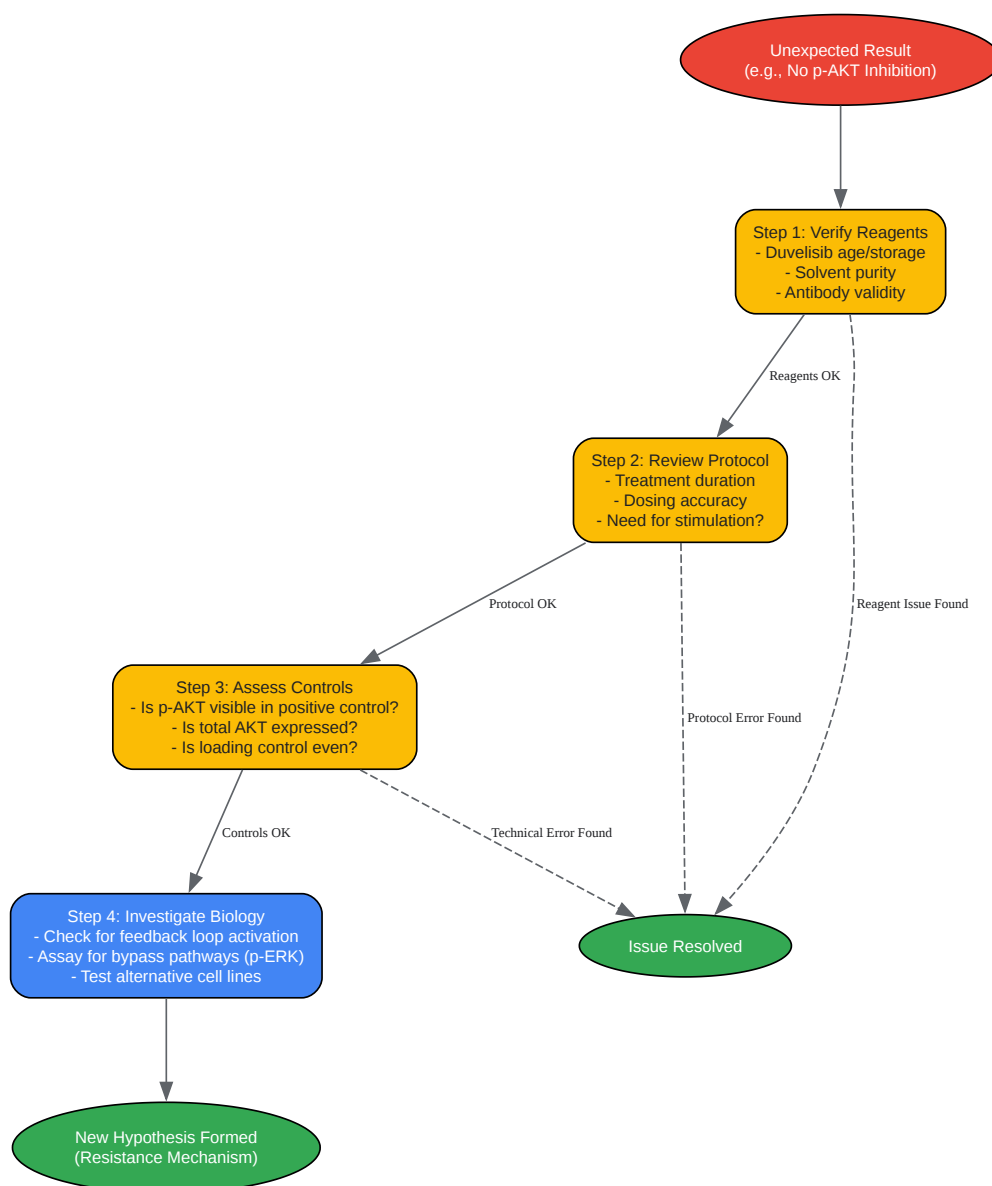 Unexpected Result
(e.g., No p-AKT Inhibition)
Step 1: Verify Reagents
- Duvelisib age/storage
- Solvent purity
- Antibody validity
Reagents OK
Step 2: Review Protocol
- Treatment duration
- Dosing accuracy
- Need for stimulation?
Protocol OK
Reagent Issue Found
Step 3: Assess Controls
- Is p-AKT visible in positive control?
- Is total AKT expressed?
- Is loading control even?
Protocol Error Found
Controls OK
Technical Error Found
Step 4: Investigate Biology
- Check for feedback loop activation
- Assay for bypass pathways (p-ERK)
- Test alternative cell lines
Issue Resolved
New Hypothesis Formed
(Resistance Mechanism)